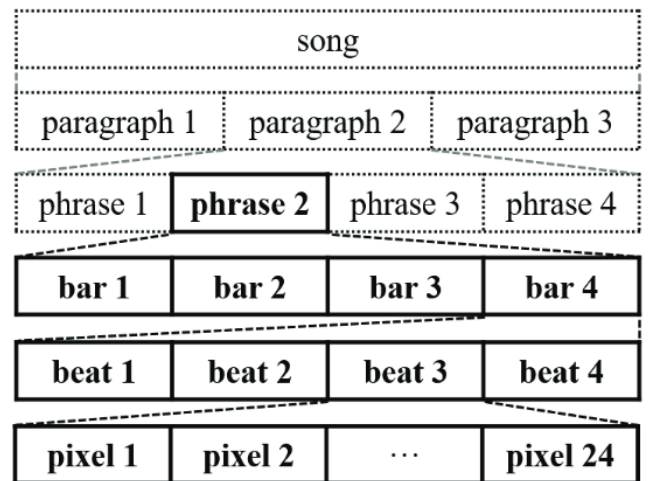 song
paragraph 1 paragraph 2 paragraph 3
phrase 1 phrase 2 phrase 3 phrase 4
bar 1 bar 2 bar 3 bar 4
beat 1 beat 2 beat 3 beat 4
pixel 1 pixel 2 ··· pixel 24